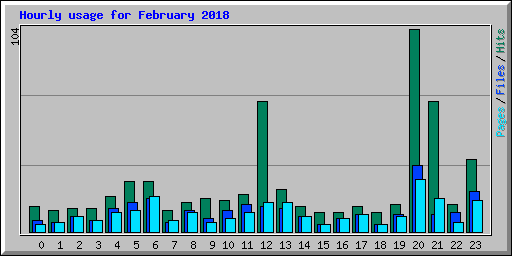 Hourly usage for February 2018
104
Pages / Files / Hits
0 1 2 3 4 5 6 7 8 9 10 11 12 13 14 15 16 17 18 19 20 21 22 23